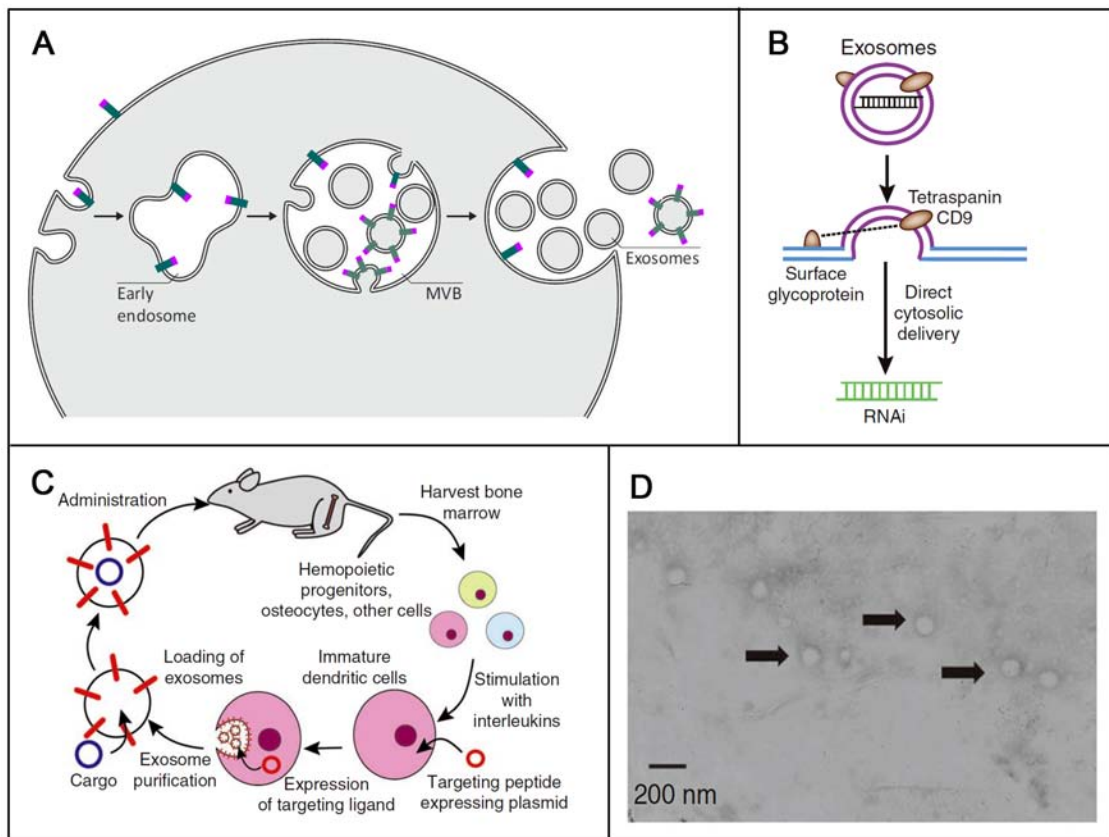 A
Early
endosome
MVB
Exosomes
B
Exosomes
Tetraspanin
CD9
Surface
glycoprotein
Direct
cytosolic
delivery
RNAi
C
Administration
Harvest bone
marrow
Hemopoietic
progenitors,
osteocytes, other cells
Loading of
exosomes
Immature
dendritic cells
Stimulation
with
interleukins
Cargo
Exosome
purification
Expression
of targeting ligand
Targeting peptide
expressing plasmid
D
200 nm